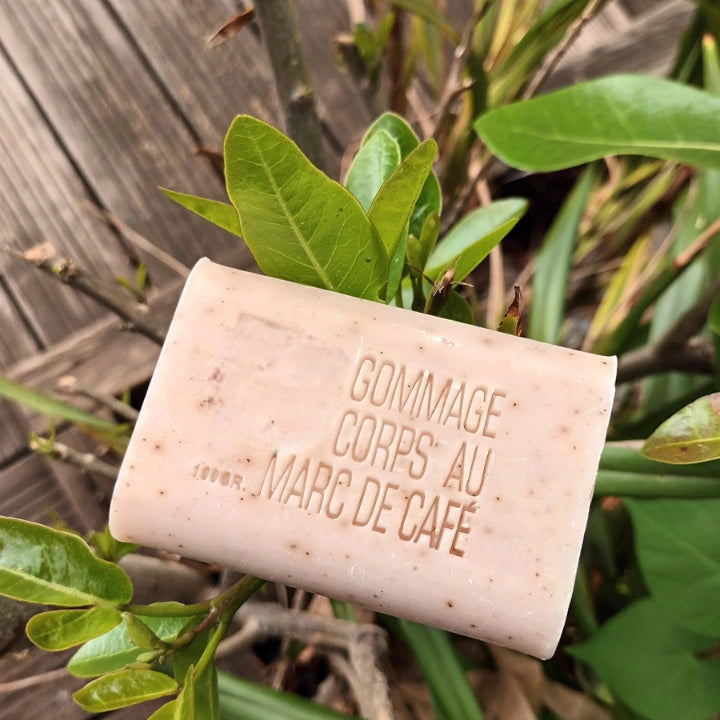 GOMMAGE
CORPS AU
100GR. MARC DE CAFÉ